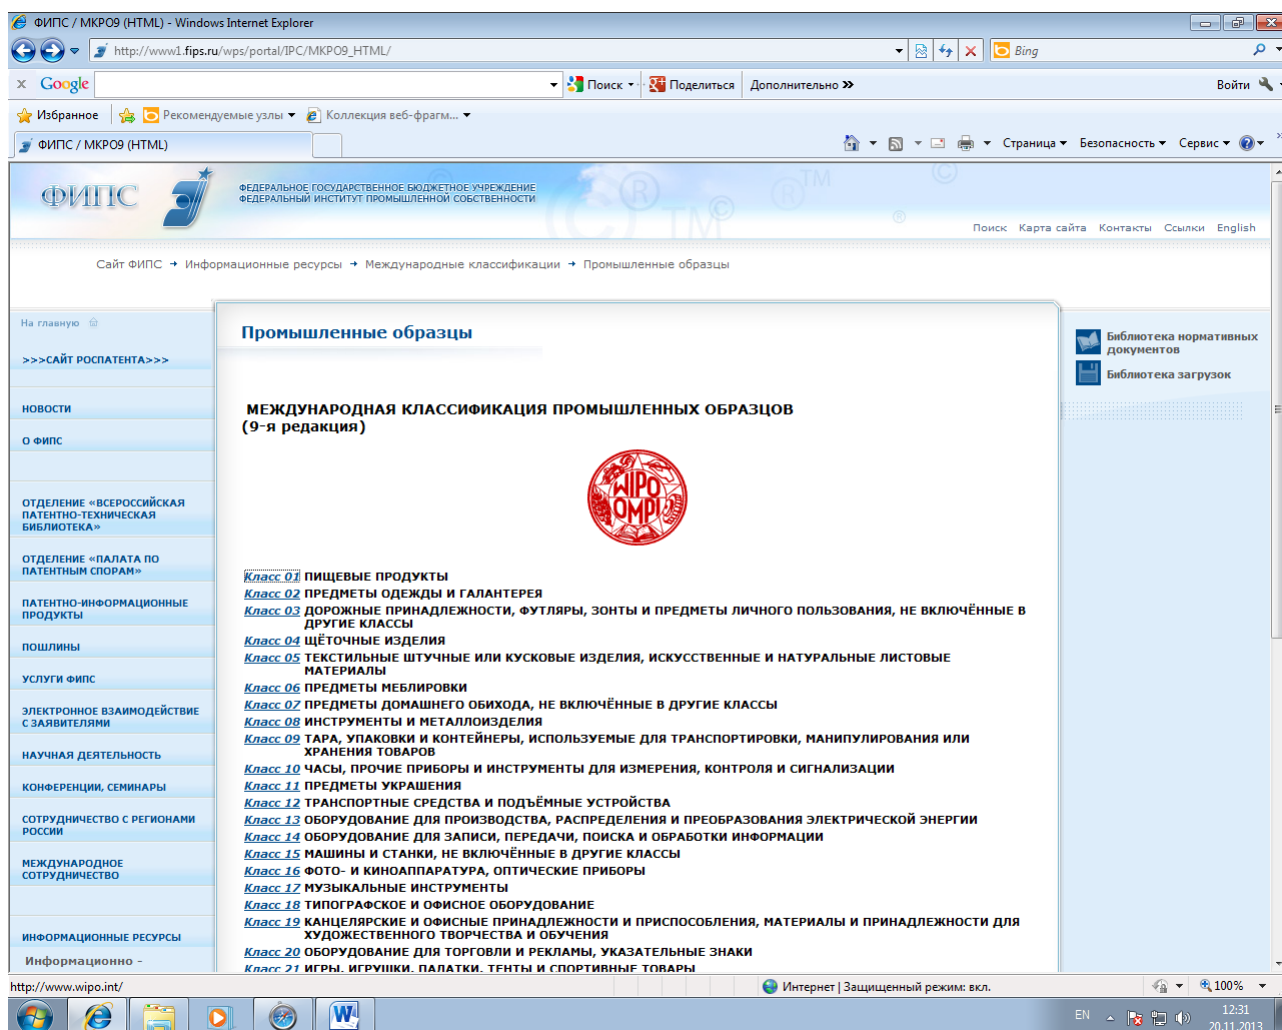 ФИПС / МКПО9 (HTML) - Windows Internet Explorer
http://www1.fips.ru/wps/portal/IPC/MKPO9_HTML/
Bing
x Google
Поиск
Поделиться
Дополнительно »
Войти
Избранное
Рекомендуемые узлы
Коллекция веб-фрагм...
ФИПС / МКПО9 (HTML)
Страница
Безопасность
Сервис
ФИПС
ФЕДЕРАЛЬНОЕ ГОСУДАРСТВЕННОЕ БЮДЖЕТНОЕ УЧРЕЖДЕНИЕ
ФЕДЕРАЛЬНЫЙ ИНСТИТУТ ПРОМЫШЛЕННОЙ СОБСТВЕННОСТИ
Поиск Карта сайта Контакты Ссылки English
Сайт ФИПС → Информационные ресурсы → Международные классификации → Промышленные образцы
На главную
>>>САЙТ РОСПАТЕНТА>>>
НОВОСТИ
О ФИПС
ОТДЕЛЕНИЕ «ВСЕРОССИЙСКАЯ
ПАТЕНТНО-ТЕХНИЧЕСКАЯ
БИБЛИОТЕКА»
ОТДЕЛЕНИЕ «ПАЛАТА ПО
ПАТЕНТНЫМ СПОРАМ»
ПАТЕНТНО-ИНФОРМАЦИОННЫЕ
ПРОДУКТЫ
ПОШЛИНЫ
УСЛУГИ ФИПС
ЭЛЕКТРОННОЕ ВЗАИМОДЕЙСТВИЕ
С ЗАЯВИТЕЛЯМИ
НАУЧНАЯ ДЕЯТЕЛЬНОСТЬ
КОНФЕРЕНЦИИ, СЕМИНАРЫ
СОТРУДНИЧЕСТВО С РЕГИОНАМИ
РОССИИ
МЕЖДУНАРОДНОЕ
СОТРУДНИЧЕСТВО
ИНФОРМАЦИОННЫЕ РЕСУРСЫ
Информационно -
Промышленные образцы
МЕЖДУНАРОДНАЯ КЛАССИФИКАЦИЯ ПРОМЫШЛЕННЫХ ОБРАЗЦОВ
(9-я редакция)
WIPO
OMPI
Класс 01 ПИЩЕВЫЕ ПРОДУКТЫ
Класс 02 ПРЕДМЕТЫ ОДЕЖДЫ И ГАЛАНТЕРЕЯ
Класс 03 ДОРОЖНЫЕ ПРИНАДЛЕЖНОСТИ, ФУТЛЯРЫ, ЗОНТЫ И ПРЕДМЕТЫ ЛИЧНОГО ПОЛЬЗОВАНИЯ, НЕ ВКЛЮЧЁННЫЕ В
ДРУГИЕ КЛАССЫ
Класс 04 ЩЁТОЧНЫЕ ИЗДЕЛИЯ
Класс 05 ТЕКСТИЛЬНЫЕ ШТУЧНЫЕ ИЛИ КУСКОВЫЕ ИЗДЕЛИЯ, ИСКУССТВЕННЫЕ И НАТУРАЛЬНЫЕ ЛИСТОВЫЕ
МАТЕРИАЛЫ
Класс 06 ПРЕДМЕТЫ МЕБЛИРОВКИ
Класс 07 ПРЕДМЕТЫ ДОМАШНЕГО ОБИХОДА, НЕ ВКЛЮЧЁННЫЕ В ДРУГИЕ КЛАССЫ
Класс 08 ИНСТРУМЕНТЫ И МЕТАЛЛОИЗДЕЛИЯ
Класс 09 ТАРА, УПАКОВКИ И КОНТЕЙНЕРЫ, ИСПОЛЬЗУЕМЫЕ ДЛЯ ТРАНСПОРТИРОВКИ, МАНИПУЛИРОВАНИЯ ИЛИ
ХРАНЕНИЯ ТОВАРОВ
Класс 10 ЧАСЫ, ПРОЧИЕ ПРИБОРЫ И ИНСТРУМЕНТЫ ДЛЯ ИЗМЕРЕНИЯ, КОНТРОЛЯ И СИГНАЛИЗАЦИИ
Класс 11 ПРЕДМЕТЫ УКРАШЕНИЯ
Класс 12 ТРАНСПОРТНЫЕ СРЕДСТВА И ПОДЪЁМНЫЕ УСТРОЙСТВА
Класс 13 ОБОРУДОВАНИЕ ДЛЯ ПРОИЗВОДСТВА, РАСПРЕДЕЛЕНИЯ И ПРЕОБРАЗОВАНИЯ ЭЛЕКТРИЧЕСКОЙ ЭНЕРГИИ
Класс 14 ОБОРУДОВАНИЕ ДЛЯ ЗАПИСИ, ПЕРЕДАЧИ, ПОИСКА И ОБРАБОТКИ ИНФОРМАЦИИ
Класс 15 МАШИНЫ И СТАНКИ, НЕ ВКЛЮЧЁННЫЕ В ДРУГИЕ КЛАССЫ
Класс 16 ФОТО- И КИНОАППАРАТУРА, ОПТИЧЕСКИЕ ПРИБОРЫ
Класс 17 МУЗЫКАЛЬНЫЕ ИНСТРУМЕНТЫ
Класс 18 ТИПОГРАФСКОЕ И ОФИСНОЕ ОБОРУДОВАНИЕ
Класс 19 КАНЦЕЛЯРСКИЕ И ОФИСНЫЕ ПРИНАДЛЕЖНОСТИ И ПРИСПОСОБЛЕНИЯ, МАТЕРИАЛЫ И ПРИНАДЛЕЖНОСТИ ДЛЯ
ХУДОЖЕСТВЕННОГО ТВОРЧЕСТВА И ОБУЧЕНИЯ
Класс 20 ОБОРУДОВАНИЕ ДЛЯ ТОРГОВЛИ И РЕКЛАМЫ, УКАЗАТЕЛЬНЫЕ ЗНАКИ
Класс 21 ИГРЫ, ИГРУШКИ, ПАЛАТКИ, ТЕНТЫ И СПОРТИВНЫЕ ТОВАРЫ
Библиотека нормативных
документов
Библиотека загрузок
http://www.wipo.int/
Интернет | Защищенный режим: вкл.
100%
EN
12:31
20.11.2013